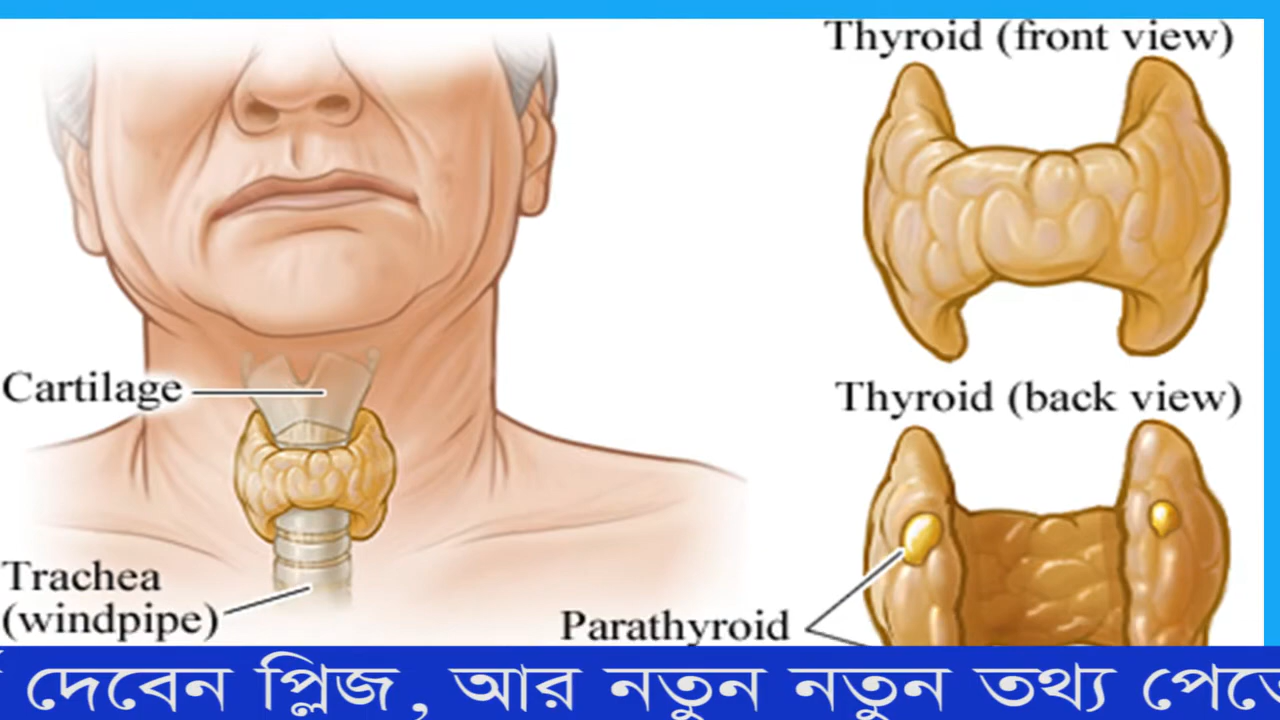 Thyroid (front view)
Cartilage
Thyroid (back view)
Trachea
(windpipe)
Parathyroid
দেবেন প্লিজ, আর নতুন নতুন তথ্য